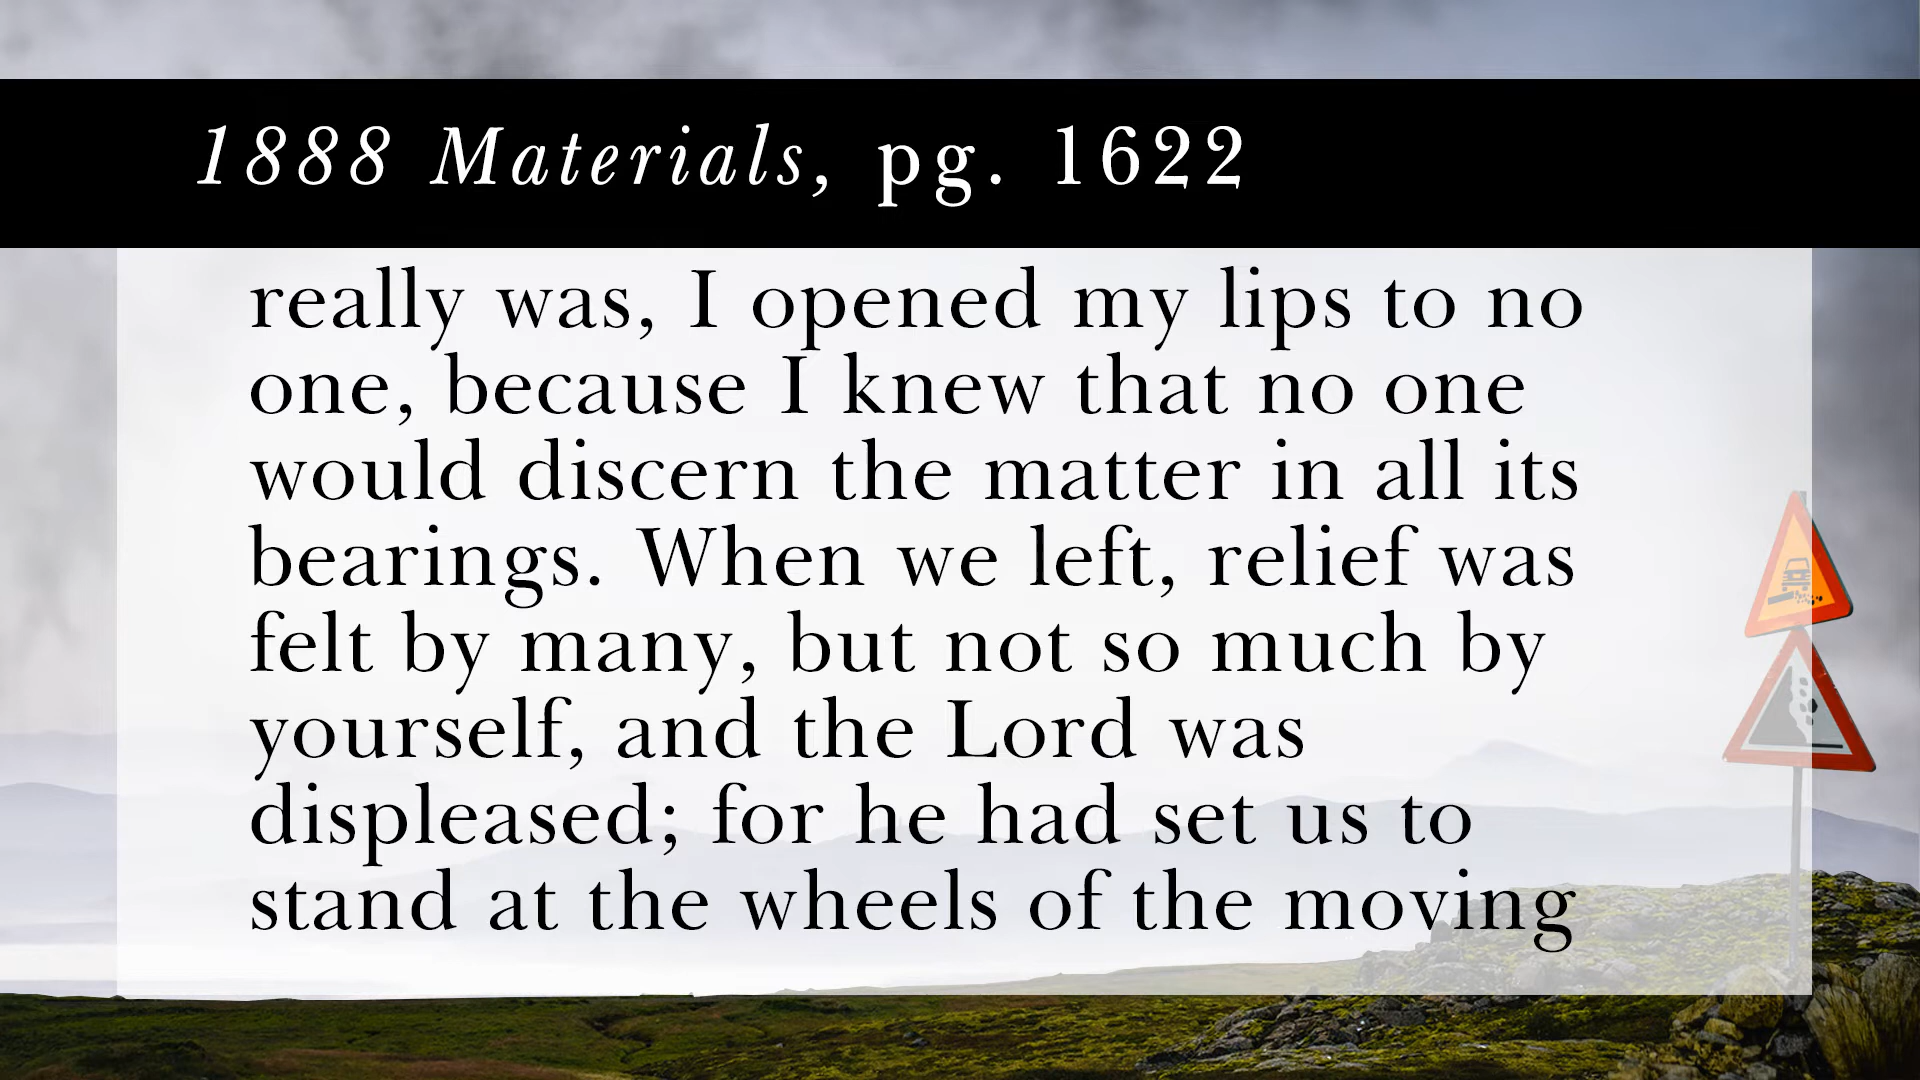 1888 Materials, pg. 1622
really was, I opened my lips to no
one, because I knew that no one
would discern the matter in all its
bearings. When we left, relief was
felt by many, but not so much by
yourself, and the Lord was
displeased; for he had set us to
stand at the wheels of the moving